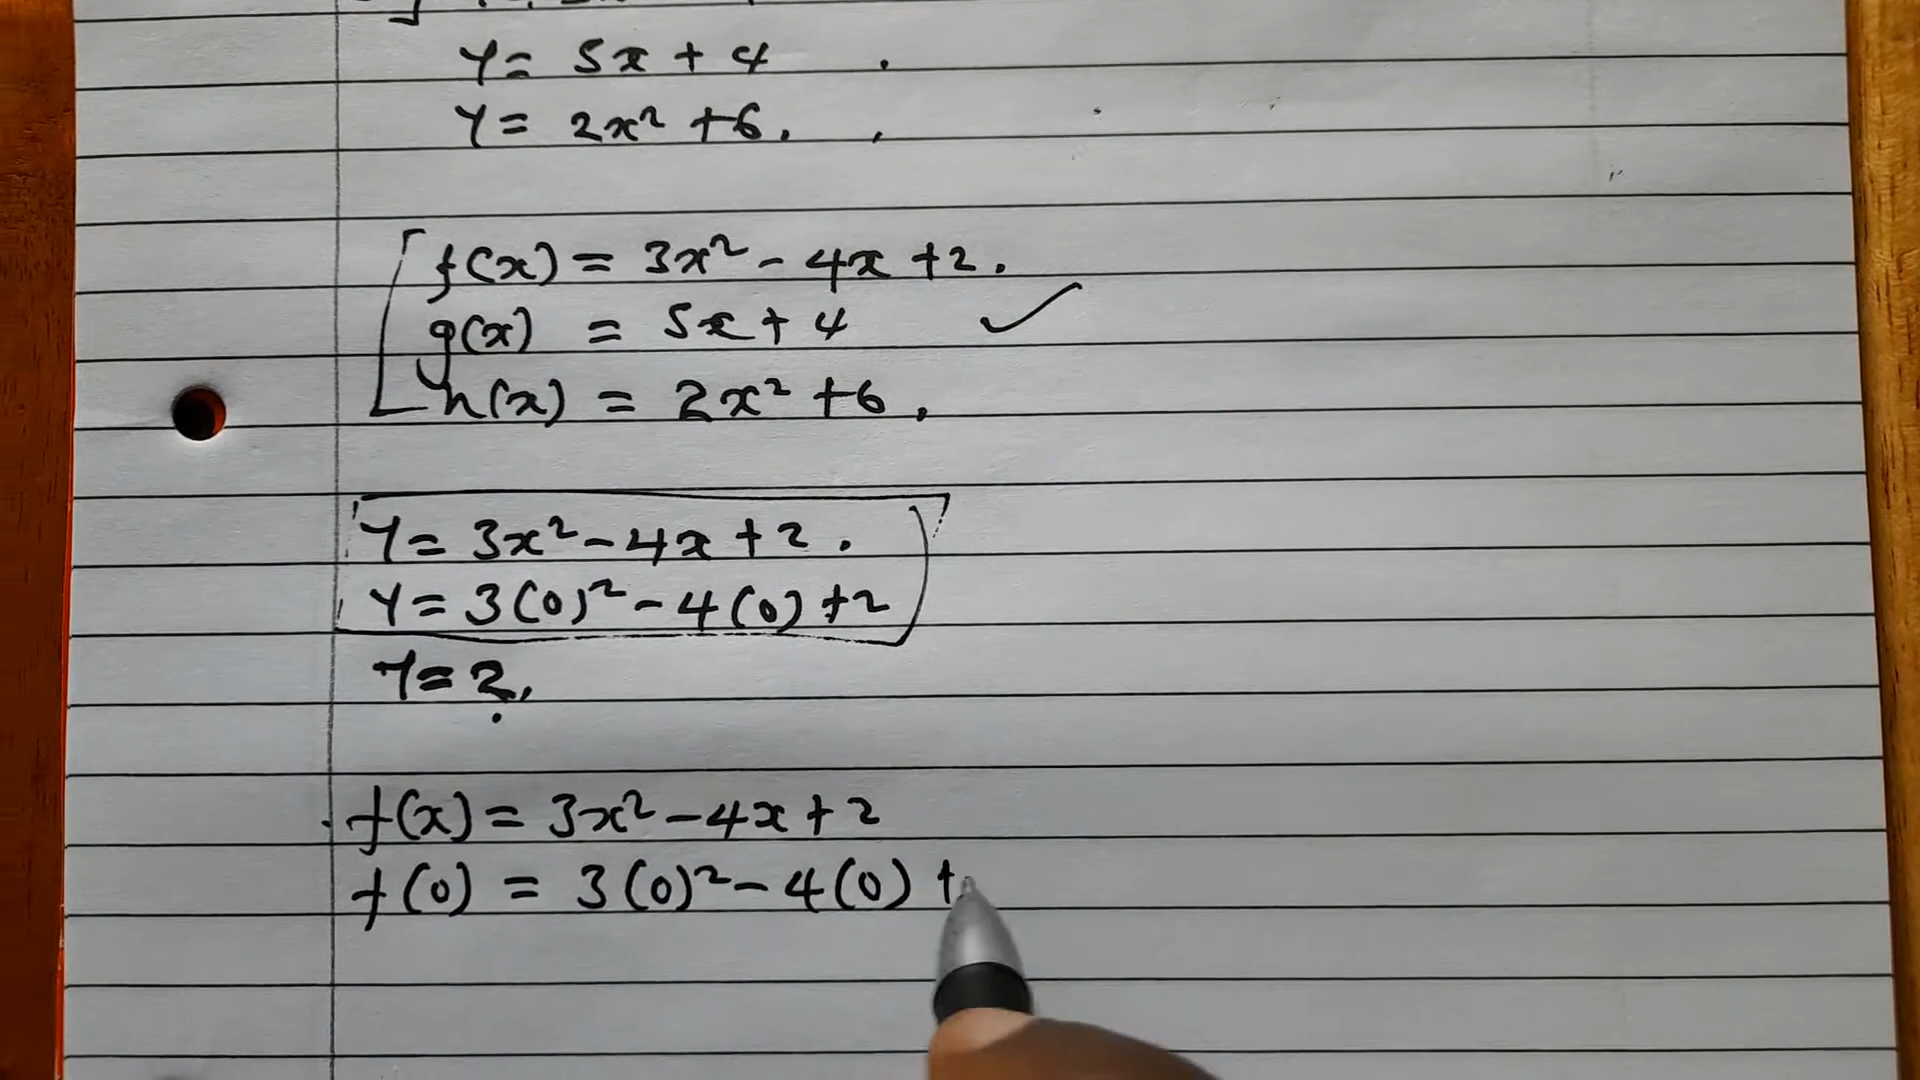 y = 5x + 4 .
y = 2x² + 6 . .
f(x) = 3x² - 4x + 2 .
g(x) = 5x + 4 ✓
h(x) = 2x² + 6 .
y = 3x² - 4x + 2 .
y = 3(0)² - 4(0) + 2
y = 2 .
f(x) = 3x² - 4x + 2
f(0) = 3(0)² - 4(0) +